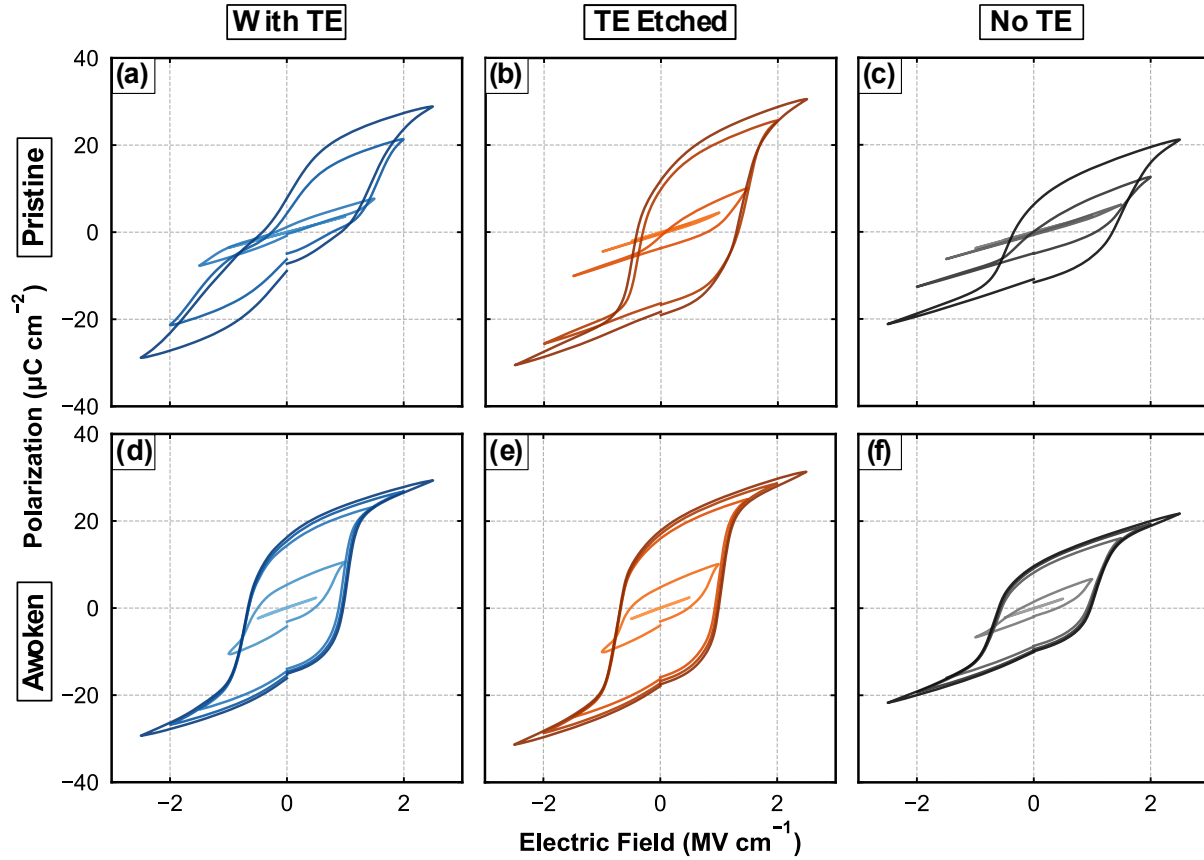 With TE
TE Etched
No TE
Pristine
Awoken
Polarization (µC cm⁻²)
(a)
(b)
(c)
40
20
0
−20
−40
(d)
(e)
(f)
40
20
0
−20
−40
−2
0
2
−2
0
2
−2
0
2
Electric Field (MV cm⁻¹)